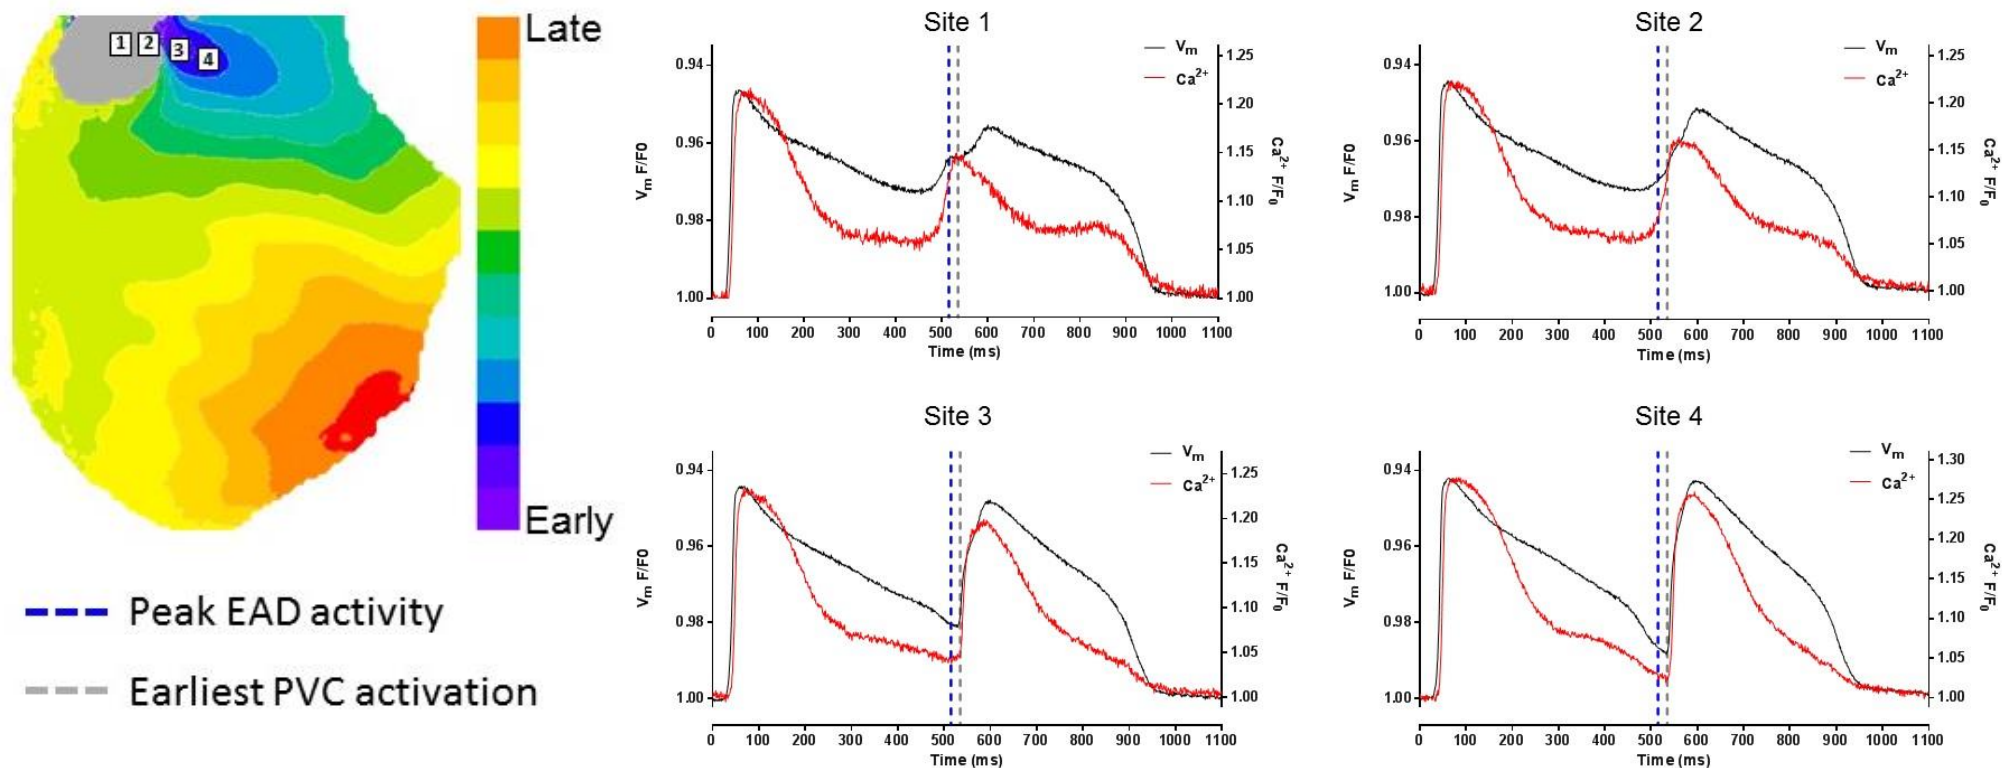 1 2 3 4
Late
Early
Peak EAD activity
Earliest PVC activation
Site 1
Vm
Ca2+
0.94
0.96
0.98
1.00
Vm F/F0
1.25
1.20
1.15
1.10
1.05
1.00
Ca2+ F/F0
0 100 200 300 400 500 600 700 800 900 1000 1100
Time (ms)
Site 2
Vm
Ca2+
0.94
0.96
0.98
1.00
Vm F/F0
1.25
1.20
1.15
1.10
1.05
1.00
Ca2+ F/F0
0 100 200 300 400 500 600 700 800 900 1000 1100
Time (ms)
Site 3
Vm
Ca2+
0.94
0.96
0.98
1.00
Vm F/F0
1.25
1.20
1.15
1.10
1.05
1.00
Ca2+ F/F0
0 100 200 300 400 500 600 700 800 900 1000 1100
Time (ms)
Site 4
Vm
Ca2+
0.94
0.96
0.98
1.00
Vm F/F0
1.30
1.25
1.20
1.15
1.10
1.05
1.00
Ca2+ F/F0
0 100 200 300 400 500 600 700 800 900 1000 1100
Time (ms)